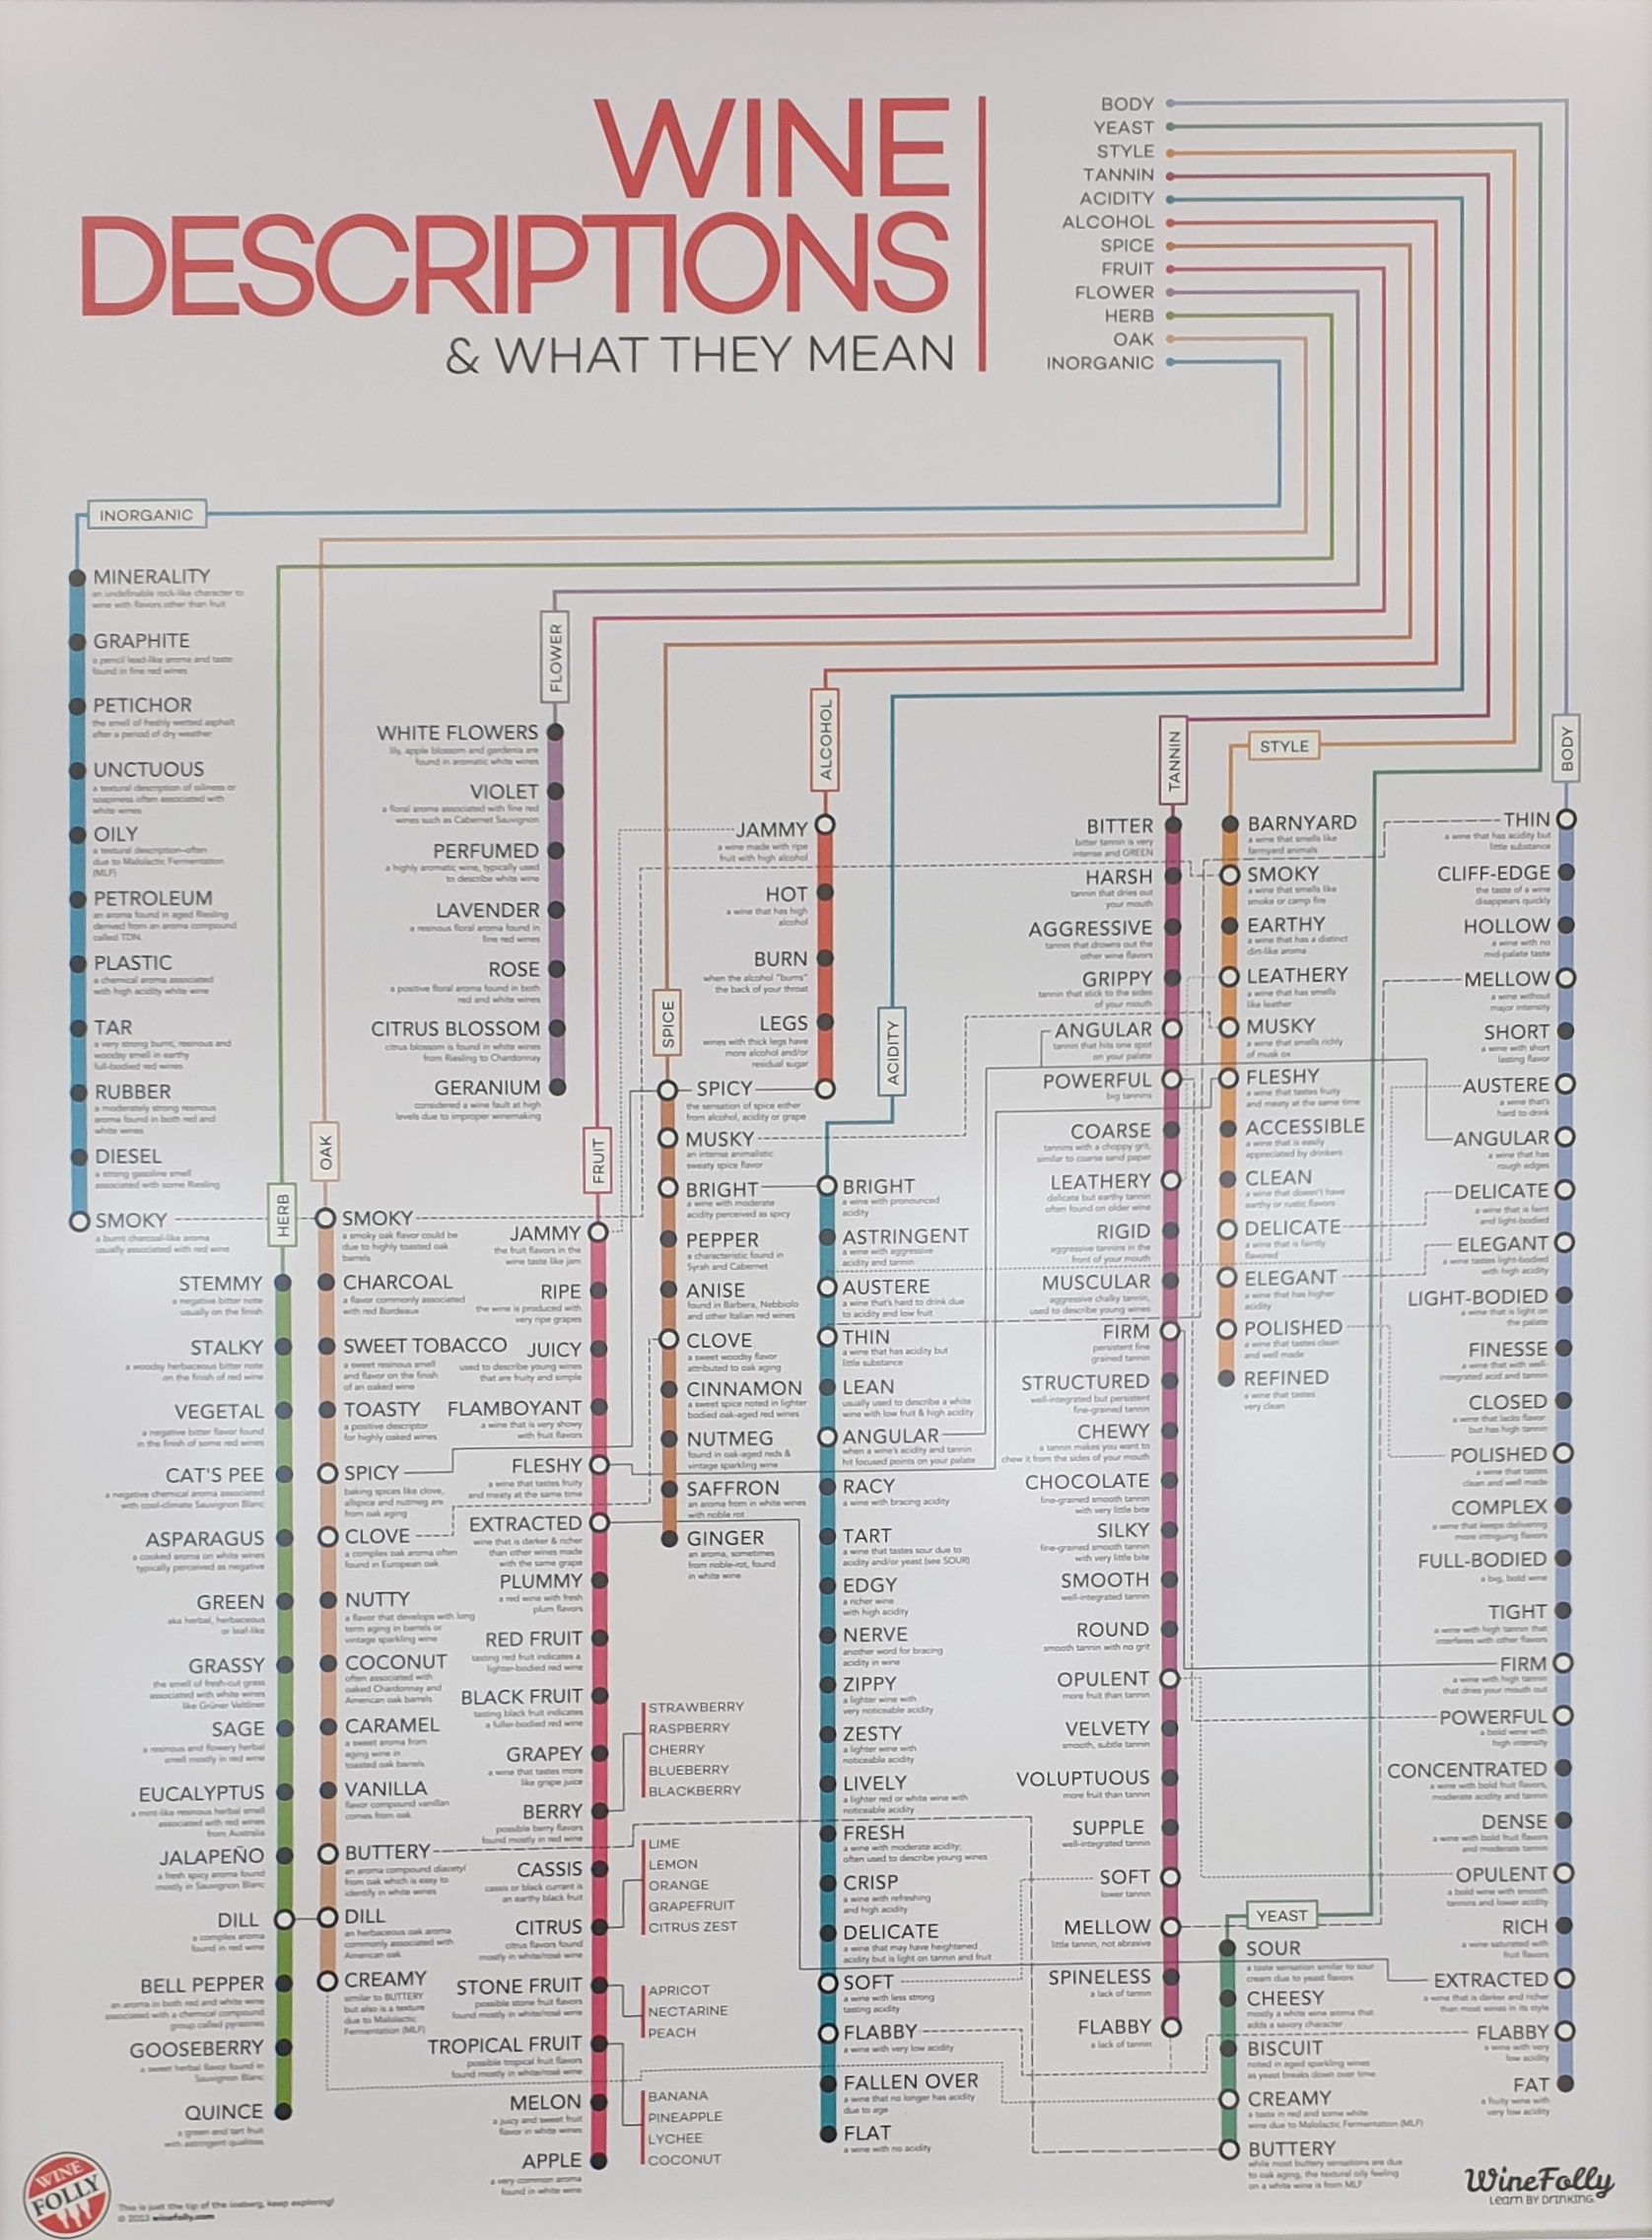 WINE
DESCRIPTIONS
& WHAT THEY MEAN
BODY
YEAST
STYLE
TANNIN
ACIDITY
ALCOHOL
SPICE
FRUIT
FLOWER
HERB
OAK
INORGANIC
INORGANIC
MINERALITY
an undefinable rock-like character to
wine with flavors other than fruit
GRAPHITE
a pencil lead-like aroma and taste
found in fine red wines
PETICHOR
the smell of freshly wetted asphalt
after a period of dry weather
UNCTUOUS
a textural description of oiliness or
soapiness often associated with
white wines
OILY
a textural description–often
due to Malolactic Fermentation
(MLF)
PETROLEUM
an aroma found in aged Riesling
derived from an aroma compound
called TDN.
PLASTIC
a chemical aroma associated
with high acidity white wine
TAR
a very strong burnt, resinous and
woodsy smell in earthy
full-bodied red wines
RUBBER
a moderately strong resinous
aroma found in both red and
white wines
DIESEL
a strong gasoline smell
associated with some Riesling
SMOKY
a burnt charcoal-like aroma
usually associated with red wine
HERB
STEMMY
a negative bitter note
usually on the finish
STALKY
a woodsy herbaceous bitter note
on the finish of red wine
VEGETAL
a negative bitter flavor found
in the finish of some red wines
CAT'S PEE
a negative chemical aroma associated
with cool-climate Sauvignon Blanc
ASPARAGUS
a cooked aroma on white wines
typically perceived as negative
GREEN
aka herbal, herbaceous
or leaf-like
GRASSY
the smell of fresh-cut grass
associated with white wines
like Grüner Veltliner
SAGE
a resinous and flowery herbal
smell mostly in red wine
EUCALYPTUS
a mint-like resinous herbal smell
associated with red wines
from Australia
JALAPEÑO
a fresh spicy aroma found
mostly in Sauvignon Blanc
DILL
a complex aroma
found in red wine
BELL PEPPER
an aroma in both red and white wine
associated with a chemical compound
group called pyrazines
GOOSEBERRY
a sweet herbal flavor found in
Sauvignon Blanc
QUINCE
a green and tart fruit
with astringent qualities
OAK
SMOKY
a smoky oak flavor could be
due to highly toasted oak
barrels
CHARCOAL
a flavor commonly associated
with red Bordeaux
SWEET TOBACCO
a sweet resinous smell
and flavor on the finish
of an oaked wine
TOASTY
a positive descriptor
for highly oaked wines
SPICY
baking spices like clove,
allspice and nutmeg are
from oak aging
CLOVE
a complex oak aroma often
found in European oak
NUTTY
a flavor that develops with long
term aging in barrels or
vintage sparkling wine
COCONUT
often associated with
oaked Chardonnay and
American oak barrels
CARAMEL
a sweet aroma from
aging wine in
toasted oak barrels
VANILLA
flavor compound vanillan
comes from oak
BUTTERY
an aroma compound diacetyl
from oak which is easy to
identify in white wines
DILL
an herbaceous oak aroma
commonly associated with
American oak
CREAMY
similar to BUTTERY
but also is a texture
due to Malolactic
Fermentation (MLF)
FLOWER
WHITE FLOWERS
lily, apple blossom and gardenia are
found in aromatic white wines
VIOLET
a floral aroma associated with fine red
wines such as Cabernet Sauvignon
PERFUMED
a highly aromatic wine, typically used
to describe white wine
LAVENDER
a resinous floral aroma found in
fine red wines
ROSE
a positive floral aroma found in both
red and white wines
CITRUS BLOSSOM
citrus blossom is found in white wines
from Riesling to Chardonnay
GERANIUM
considered a wine fault at high
levels due to improper winemaking
FRUIT
JAMMY
the fruit flavors in the
wine taste like jam
RIPE
the wine is produced with
very ripe grapes
JUICY
used to describe young wines
that are fruity and simple
FLAMBOYANT
a wine that is very showy
with fruit flavors
FLESHY
a wine that tastes fruity
and meaty at the same time
EXTRACTED
wine that is darker & richer
than other wines made
with the same grape
PLUMMY
a red wine with fresh
plum flavors
RED FRUIT
tasting red fruit indicates a
lighter-bodied red wine
BLACK FRUIT
tasting black fruit indicates
a fuller-bodied red wine
GRAPEY
a wine that tastes more
like grape juice
BERRY
possible berry flavors
found mostly in red wine
CASSIS
cassis or black currant is
an earthy black fruit
CITRUS
citrus flavors found
mostly in white/rosé wine
STONE FRUIT
possible stone fruit flavors
found mostly in white/rosé wine
TROPICAL FRUIT
possible tropical fruit flavors
found mostly in white/rosé wine
MELON
a juicy and sweet fruit
flavor in white wines
APPLE
a very common aroma
found in white wine
STRAWBERRY
RASPBERRY
CHERRY
BLUEBERRY
BLACKBERRY
LIME
LEMON
ORANGE
GRAPEFRUIT
CITRUS ZEST
APRICOT
NECTARINE
PEACH
BANANA
PINEAPPLE
LYCHEE
COCONUT
SPICE
SPICY
the sensation of spice either
from alcohol, acidity or grape
MUSKY
an intense animalistic
sweaty spice flavor
BRIGHT
a wine with moderate
acidity perceived as spicy
PEPPER
a characteristic found in
Syrah and Cabernet
ANISE
found in Barbera, Nebbiolo
and other Italian red wines
CLOVE
a sweet woodsy flavor
attributed to oak aging
CINNAMON
a sweet spice noted in lighter
bodied oak-aged red wines
NUTMEG
found in oak-aged reds &
vintage sparkling wine
SAFFRON
an aroma from in white wines
with noble rot
GINGER
an aroma, sometimes
from noble-rot, found
in white wine
ALCOHOL
JAMMY
a wine made with ripe
fruit with high alcohol
HOT
a wine that has high
alcohol
BURN
when the alcohol "burns"
the back of your throat
LEGS
wines with thick legs have
more alcohol and/or
residual sugar
ACIDITY
BRIGHT
a wine with pronounced
acidity
ASTRINGENT
a wine with aggressive
acidity and tannin
AUSTERE
a wine that's hard to drink due
to acidity and low fruit
THIN
a wine that has acidity but
little substance
LEAN
usually used to describe a white
wine with low fruit & high acidity
ANGULAR
when a wine's acidity and tannin
hit focused points on your palate
RACY
a wine with bracing acidity
TART
a wine that tastes sour due to
acidity and/or yeast (see SOUR)
EDGY
a richer wine
with high acidity
NERVE
another word for bracing
acidity in wine
ZIPPY
a lighter wine with
very noticeable acidity
ZESTY
a lighter wine with
noticeable acidity
LIVELY
a lighter red or white wine with
noticeable acidity
FRESH
a wine with moderate acidity;
often used to describe young wines
CRISP
a wine with refreshing
and high acidity
DELICATE
a wine that may have heightened
acidity but is light on tannin and fruit
SOFT
a wine with less strong
tasting acidity
FLABBY
a wine with very low acidity
FALLEN OVER
a wine that no longer has acidity
due to age
FLAT
a wine with no acidity
TANNIN
BITTER
bitter tannin is very
intense and GREEN
HARSH
tannin that dries out
your mouth
AGGRESSIVE
tannin that drowns out the
other wine flavors
GRIPPY
tannin that stick to the sides
of your mouth
ANGULAR
tannin that hits one spot
on your palate
POWERFUL
big tannins
COARSE
tannins with a choppy grit,
similar to coarse sand paper
LEATHERY
delicate but earthy tannin
often found on older wine
RIGID
aggressive tannins in the
front of your mouth
MUSCULAR
aggressive chalky tannin,
used to describe young wines
FIRM
persistent fine
grained tannin
STRUCTURED
well-integrated but persistent
fine-grained tannin
CHEWY
a tannin makes you want to
chew it from the sides of your mouth
CHOCOLATE
fine-grained smooth tannin
with very little bite
SILKY
fine-grained smooth tannin
with very little bite
SMOOTH
well-integrated tannin
ROUND
smooth tannin with no grit
OPULENT
more fruit than tannin
VELVETY
smooth, subtle tannin
VOLUPTUOUS
more fruit than tannin
SUPPLE
well-integrated tannin
SOFT
lower tannin
MELLOW
little tannin, not abrasive
SPINELESS
a lack of tannin
FLABBY
a lack of tannin
STYLE
BARNYARD
a wine that smells like
farmyard animals
SMOKY
a wine that smells like
smoke or camp fire
EARTHY
a wine that has a distinct
dirt-like aroma
LEATHERY
a wine that has smells
like leather
MUSKY
a wine that smells richly
of musk ox
FLESHY
a wine that tastes fruity
and meaty at the same time
ACCESSIBLE
a wine that is easily
appreciated by drinkers
CLEAN
a wine that doesn't have
earthy or rustic flavors
DELICATE
a wine that is faintly
flavored
ELEGANT
a wine that has higher
acidity
POLISHED
a wine that tastes clean
and well made
REFINED
a wine that tastes
very clean
YEAST
SOUR
a taste sensation similar to sour
cream due to yeast flavors
CHEESY
mostly a white wine aroma that
adds a savory character
BISCUIT
noted in aged sparkling wines
as yeast breaks down over time
CREAMY
a taste in red and some white
wine due to Malolactic Fermentation (MLF)
BUTTERY
while most buttery sensations are due
to oak aging, the textural oily feeling
on a white wine is from MLF
BODY
THIN
a wine that has acidity but
little substance
CLIFF-EDGE
the taste of a wine
disappears quickly
HOLLOW
a wine with no
mid-palate taste
MELLOW
a wine without
major intensity
SHORT
a wine with short
lasting flavor
AUSTERE
a wine that's
hard to drink
ANGULAR
a wine that has
rough edges
DELICATE
a wine that is faint
and light-bodied
ELEGANT
a wine tastes light-bodied
with high acidity
LIGHT-BODIED
a wine that is light on
the palate
FINESSE
a wine that with well-
integrated acid and tannin
CLOSED
a wine that lacks flavor
but has high tannin
POLISHED
a wine that tastes
clean and well made
COMPLEX
a wine that keeps delivering
more intriguing flavors
FULL-BODIED
a big, bold wine
TIGHT
a wine with high tannin that
interferes with other flavors
FIRM
a wine with high tannin
that dries your mouth out
POWERFUL
a bold wine with
high intensity
CONCENTRATED
a wine with bold fruit flavors,
moderate acidity and tannin
DENSE
a wine with bold fruit flavors
and moderate tannin
OPULENT
a bold wine with smooth
tannins and lower acidity
RICH
a wine saturated with
fruit flavors
EXTRACTED
a wine that is darker and richer
than most wines in its style
FLABBY
a wine with very
low acidity
FAT
a fruity wine with
very low acidity
WINE
FOLLY
This is just the tip of the iceberg, keep exploring!
© 2013 winefolly.com
WineFolly
Learn BY DRINKING.